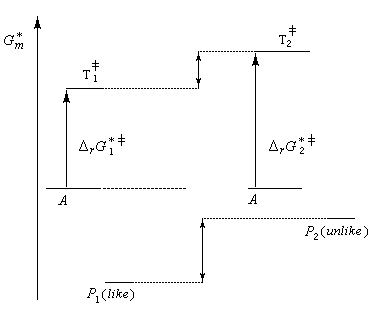 T₂‡
G*ₘ
T₁‡
ΔᵣG₁*‡
ΔᵣG₂*‡
A
A
P₂(unlike)
P₁(like)